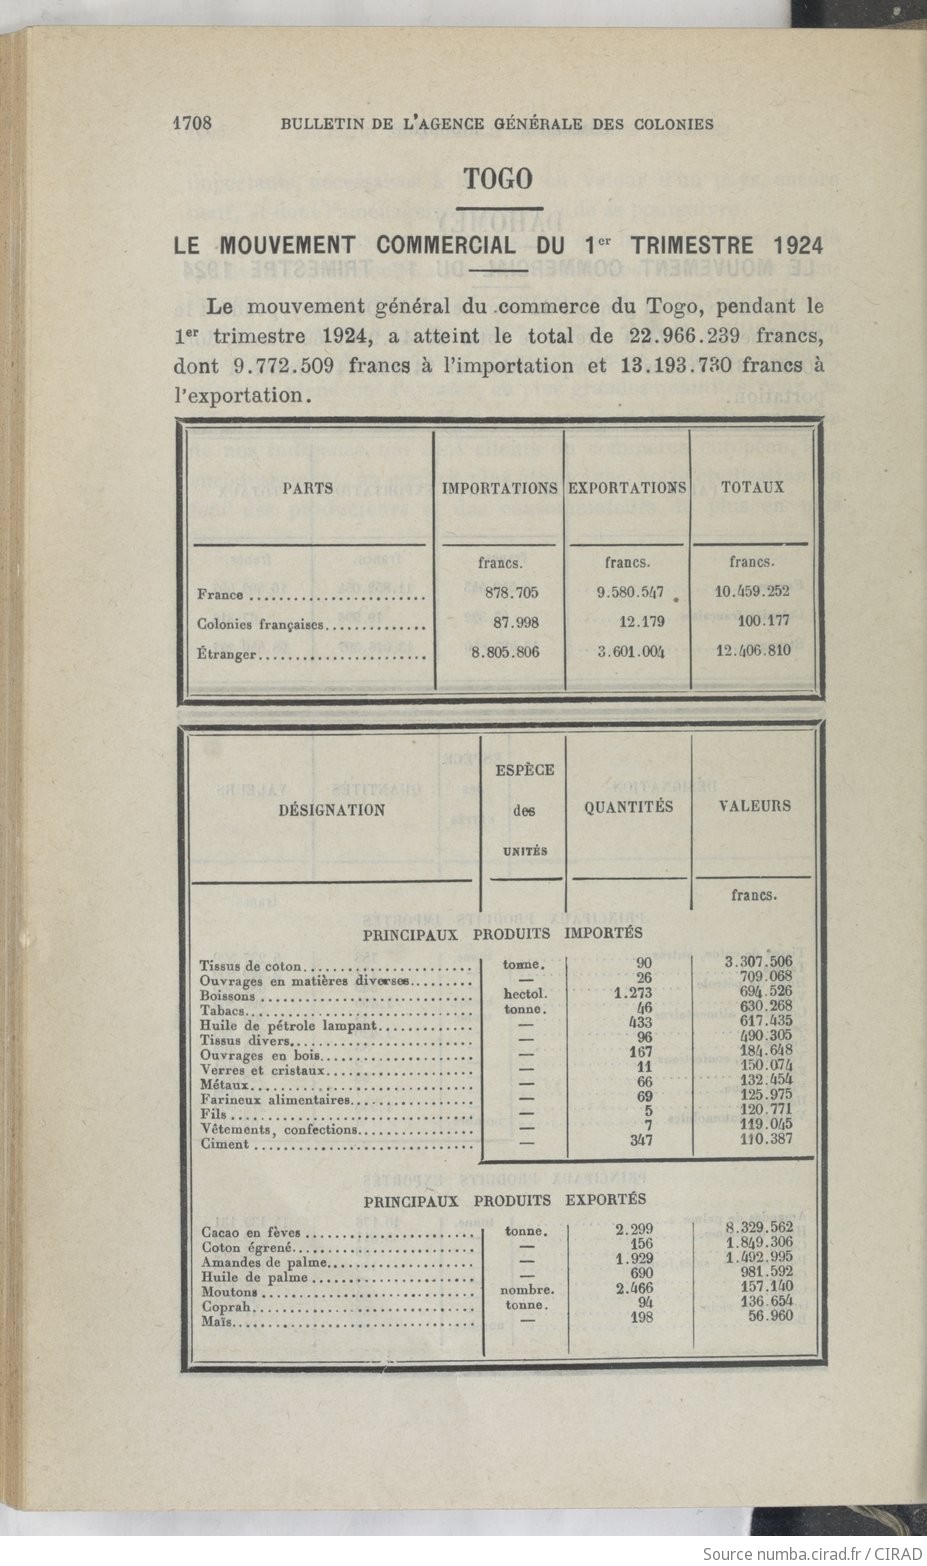 1708 BULLETIN DE L'AGENCE GÉNÉRALE DES COLONIES
TOGO
LE MOUVEMENT COMMERCIAL DU 1er TRIMESTRE 1924
Le mouvement général du commerce du Togo, pendant le
1er trimestre 1924, a atteint le total de 22.966.239 francs,
dont 9.772.509 francs à l'importation et 13.193.730 francs à
l'exportation.
PARTS IMPORTATIONS EXPORTATIONS TOTAUX
francs. francs. francs.
France 878.705 9.580.547 10.459.252
Colonies françaises 87.998 12.179 100.177
Étranger 8.805.806 3.601.004 12.406.810
DÉSIGNATION ESPÈCE des UNITÉS QUANTITÉS VALEURS
francs.
PRINCIPAUX PRODUITS IMPORTÉS
Tissus de coton tonne. 90 3.307.506
Ouvrages en matières diverses — 26 709.068
Boissons hectol. 1.273 694.526
Tabacs tonne. 46 630.268
Huile de pétrole lampant — 433 617.435
Tissus divers — 96 490.305
Ouvrages en bois — 167 184.648
Verres et cristaux — 11 150.074
Métaux — 66 132.454
Farineux alimentaires — 69 125.975
Fils — 5 120.771
Vêtements, confections — 7 119.045
Ciment — 347 110.387
PRINCIPAUX PRODUITS EXPORTÉS
Cacao en fèves tonne. 2.299 8.329.562
Coton égrené — 156 1.849.306
Amandes de palme — 1.929 1.492.995
Huile de palme — 690 981.592
Moutons nombre. 2.466 157.140
Coprah tonne. 94 136.654
Maïs — 198 56.960
Source numba.cirad.fr / CIRAD